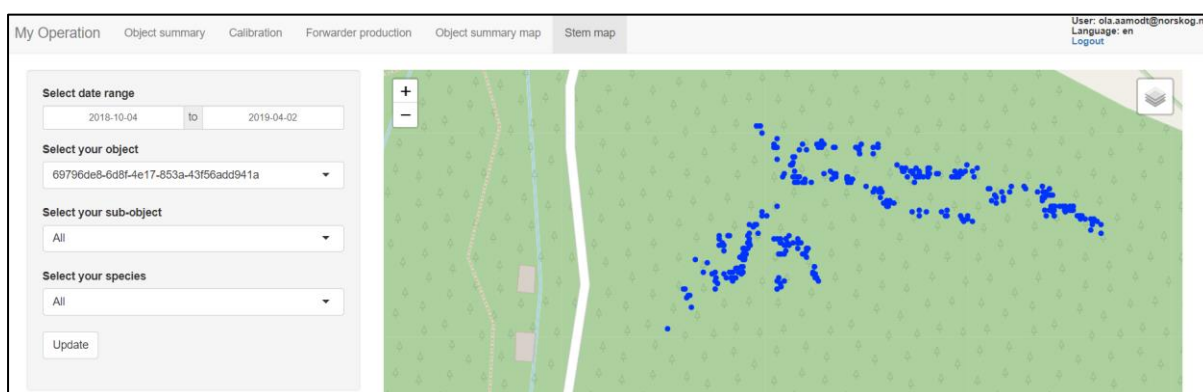 User: ola.aamodt@norskog.n
My Operation Object summary Calibration Forwarder production Object summary map Stem map
Language: en
Logout
Select date range
2018-10-04 to 2019-04-02
Select your object
69796de8-6d8f-4e17-853a-43f56add941a
Select your sub-object
All
Select your species
All
Update
+
−